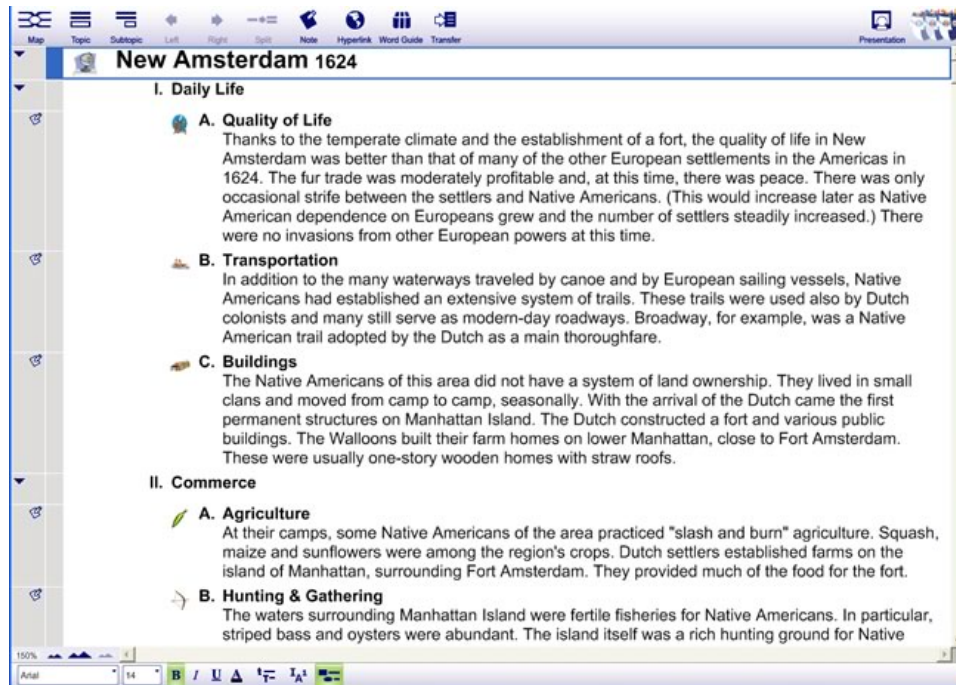 Map Topic Subtopic Left Right Split Note Hyperlink Word Guide Transfer Presentation
New Amsterdam 1624
I. Daily Life
A. Quality of Life
Thanks to the temperate climate and the establishment of a fort, the quality of life in New
Amsterdam was better than that of many of the other European settlements in the Americas in
1624. The fur trade was moderately profitable and, at this time, there was peace. There was only
occasional strife between the settlers and Native Americans. (This would increase later as Native
American dependence on Europeans grew and the number of settlers steadily increased.) There
were no invasions from other European powers at this time.
B. Transportation
In addition to the many waterways traveled by canoe and by European sailing vessels, Native
Americans had established an extensive system of trails. These trails were used also by Dutch
colonists and many still serve as modern-day roadways. Broadway, for example, was a Native
American trail adopted by the Dutch as a main thoroughfare.
C. Buildings
The Native Americans of this area did not have a system of land ownership. They lived in small
clans and moved from camp to camp, seasonally. With the arrival of the Dutch came the first
permanent structures on Manhattan Island. The Dutch constructed a fort and various public
buildings. The Walloons built their farm homes on lower Manhattan, close to Fort Amsterdam.
These were usually one-story wooden homes with straw roofs.
II. Commerce
A. Agriculture
At their camps, some Native Americans of the area practiced "slash and burn" agriculture. Squash,
maize and sunflowers were among the region's crops. Dutch settlers established farms on the
island of Manhattan, surrounding Fort Amsterdam. They provided much of the food for the fort.
B. Hunting & Gathering
The waters surrounding Manhattan Island were fertile fisheries for Native Americans. In particular,
striped bass and oysters were abundant. The island itself was a rich hunting ground for Native
150%
Arial 14 B I U A